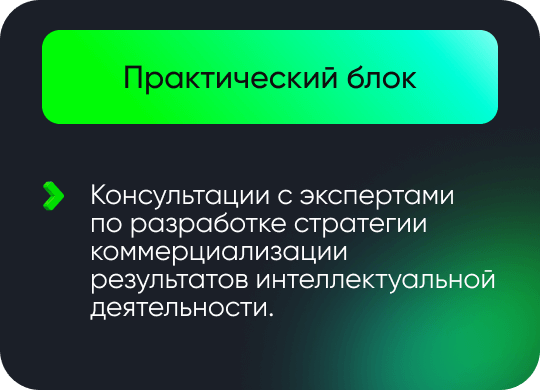 Практический блок
Консультации с экспертами
по разработке стратегии
коммерциализации
результатов интеллектуальной
деятельности.